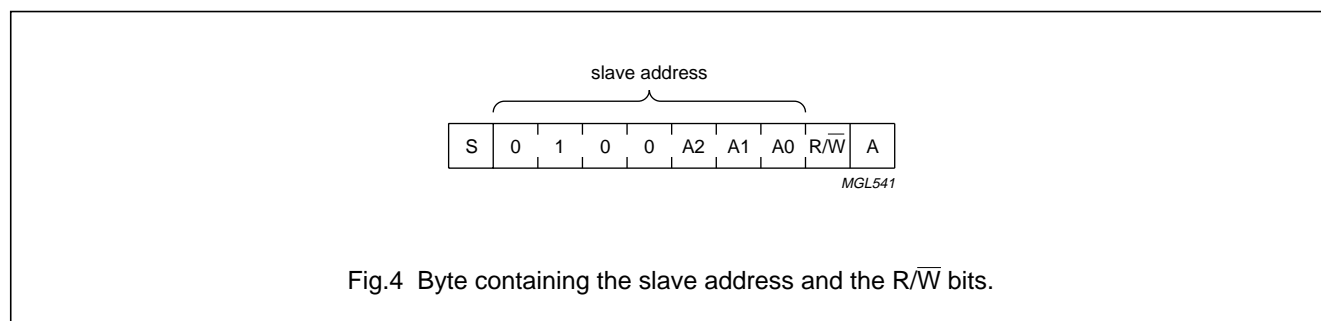 slave address
S 0 1 0 0 A2 A1 A0 R/W̅ A
MGL541
Fig.4 Byte containing the slave address and the R/W̅ bits.